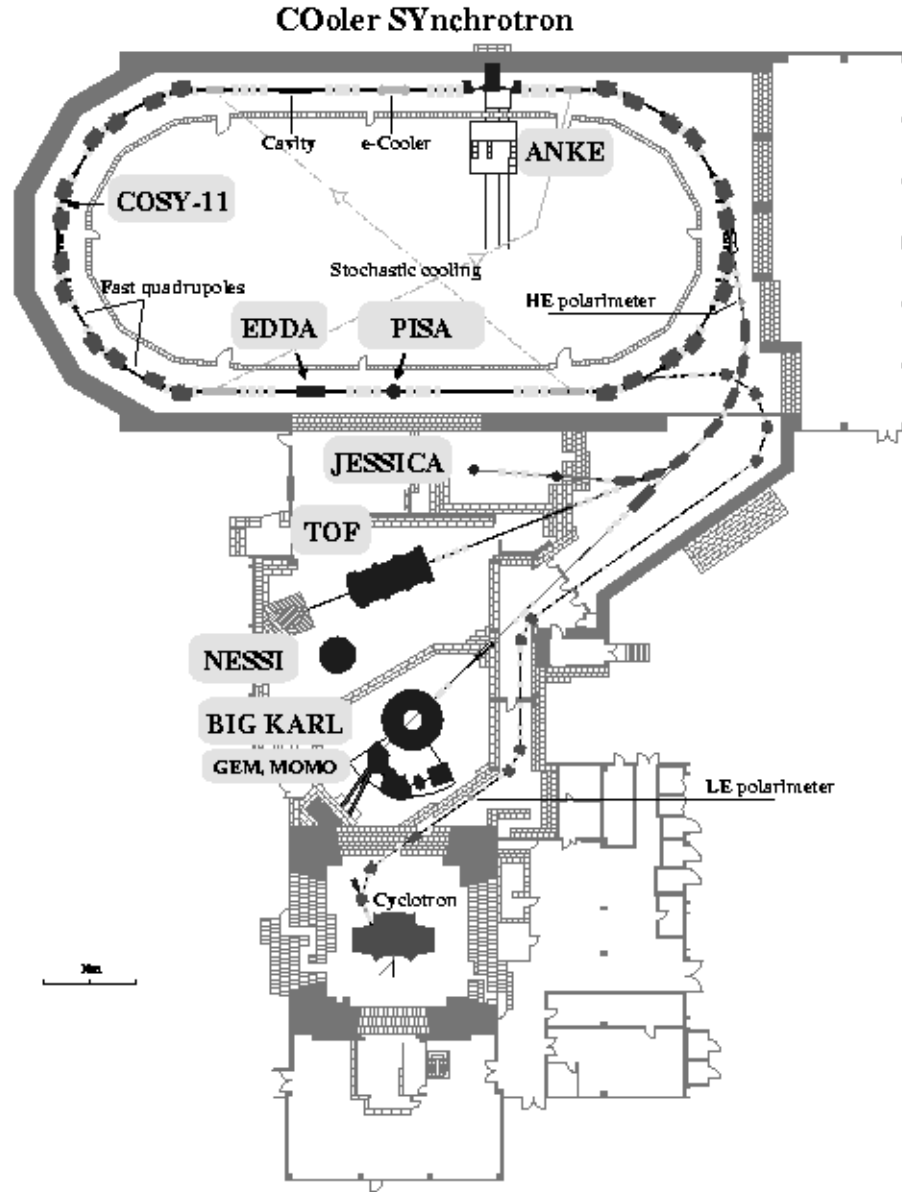 COoler SYnchrotron
Cavity
e-Cooler
ANKE
COSY-11
Stochastic cooling
Fast quadrupoles
HE polarimeter
EDDA
PISA
JESSICA
TOF
NESSI
BIG KARL
GEM, MOMO
LE polarimeter
Cyclotron